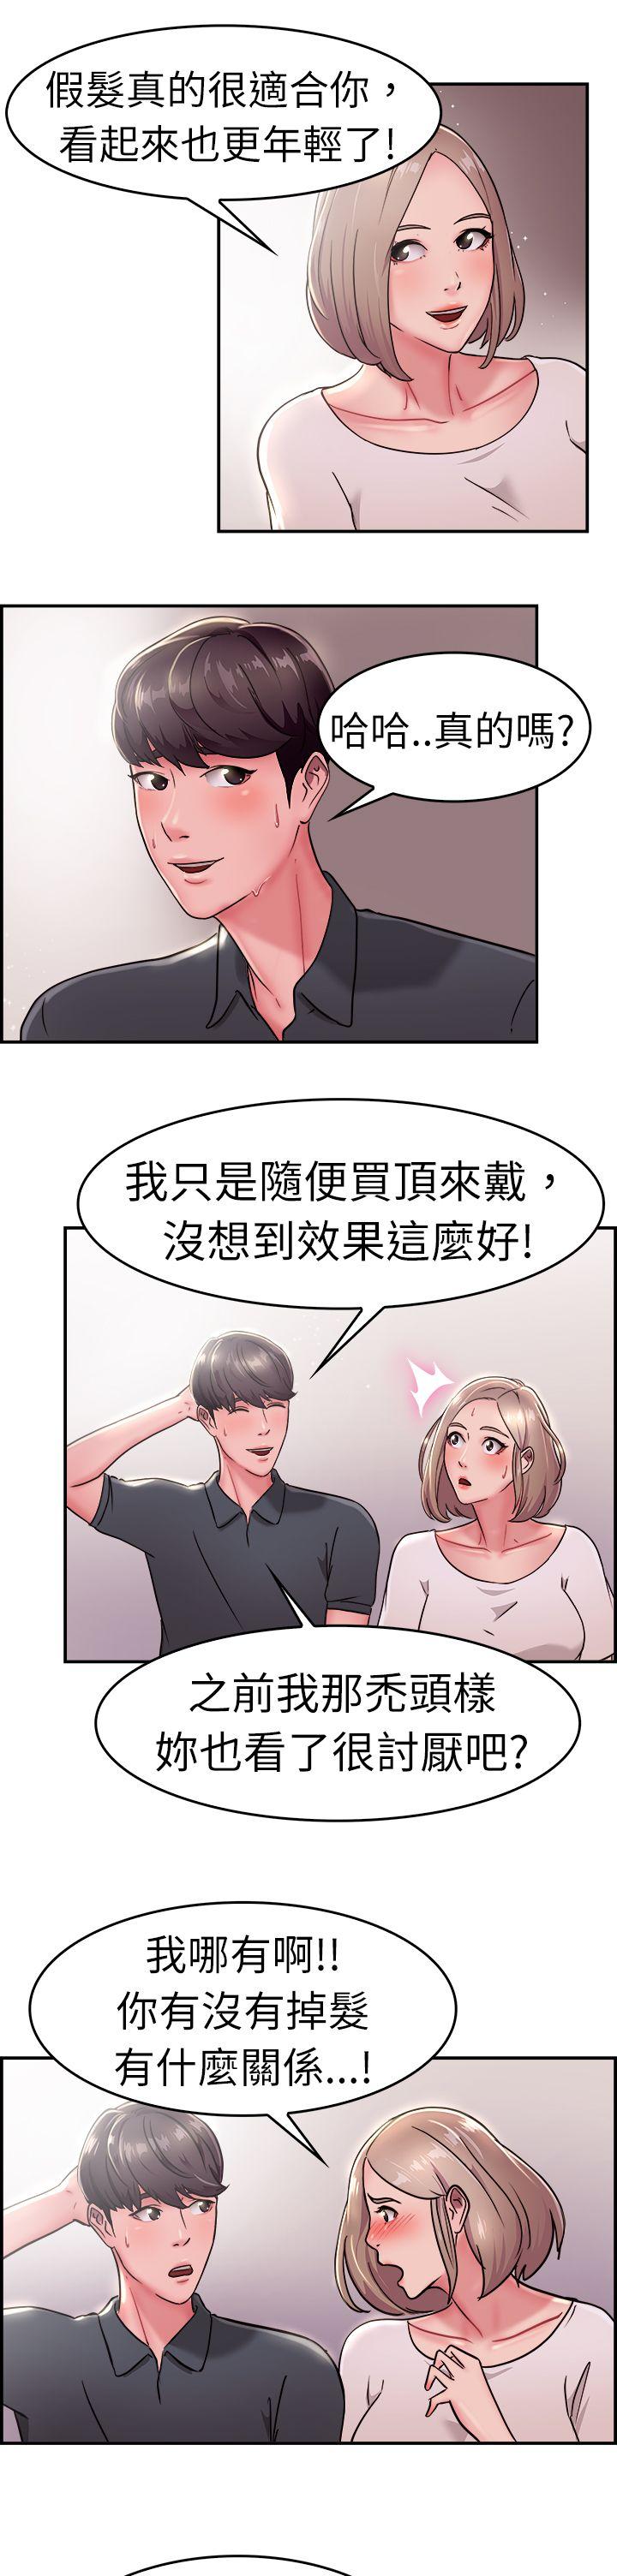 假髮真的很適合你，
看起來也更年輕了!
哈哈..真的嗎?
我只是隨便買頂來戴，
沒想到效果這麼好!
之前我那禿頭樣
妳也看了很討厭吧?
我哪有啊!!
你有沒有掉髮
有什麼關係...!